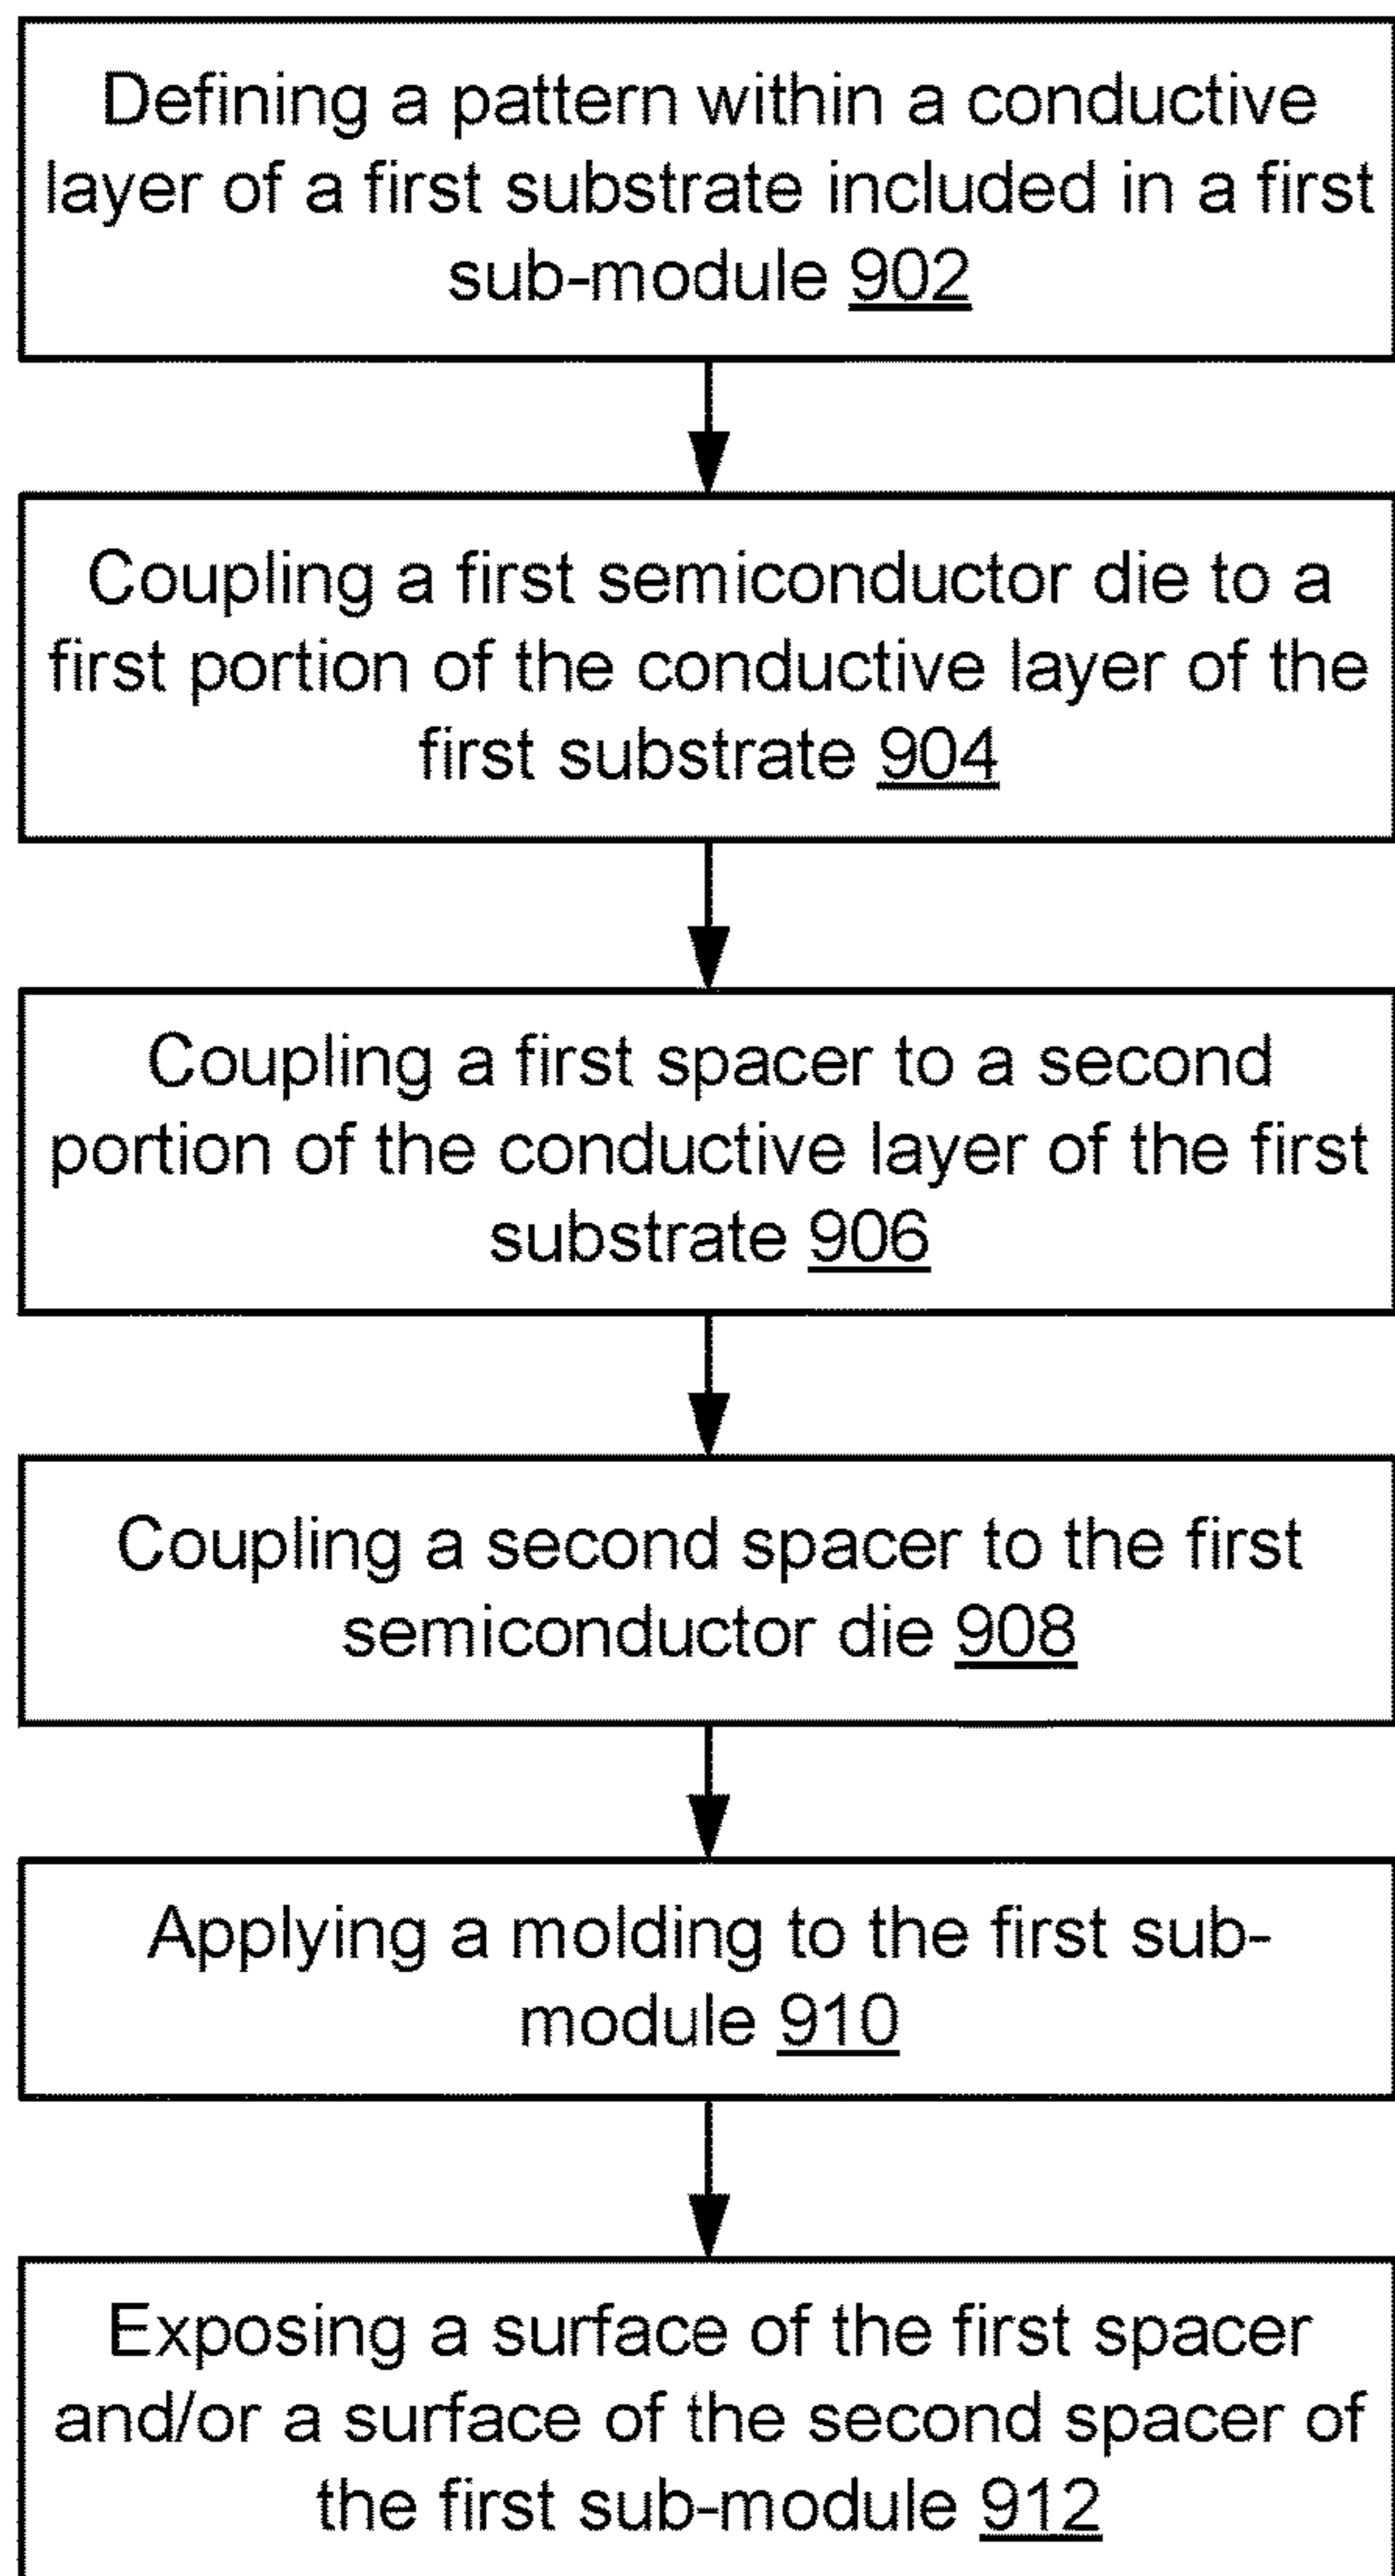 Defining a pattern within a conductive
layer of a first substrate included in a first
sub-module 902
Coupling a first semiconductor die to a
first portion of the conductive layer of the
first substrate 904
Coupling a first spacer to a second
portion of the conductive layer of the first
substrate 906
Coupling a second spacer to the first
semiconductor die 908
Applying a molding to the first sub-
module 910
Exposing a surface of the first spacer
and/or a surface of the second spacer of
the first sub-module 912